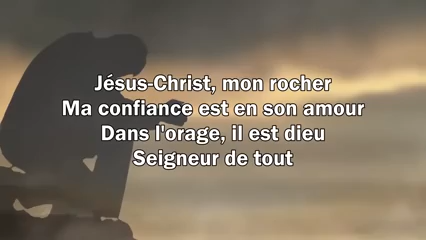 Jésus-Christ, mon rocher
Ma confiance est en son amour
Dans l'orage, il est dieu
Seigneur de tout